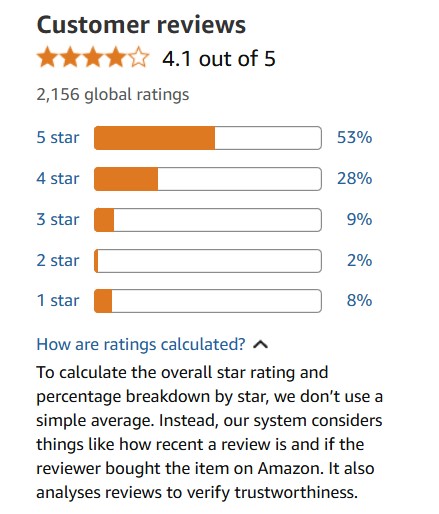 Customer reviews
4.1 out of 5
2,156 global ratings
5 star 53%
4 star 28%
3 star 9%
2 star 2%
1 star 8%
How are ratings calculated?
To calculate the overall star rating and
percentage breakdown by star, we don’t use a
simple average. Instead, our system considers
things like how recent a review is and if the
reviewer bought the item on Amazon. It also
analyses reviews to verify trustworthiness.